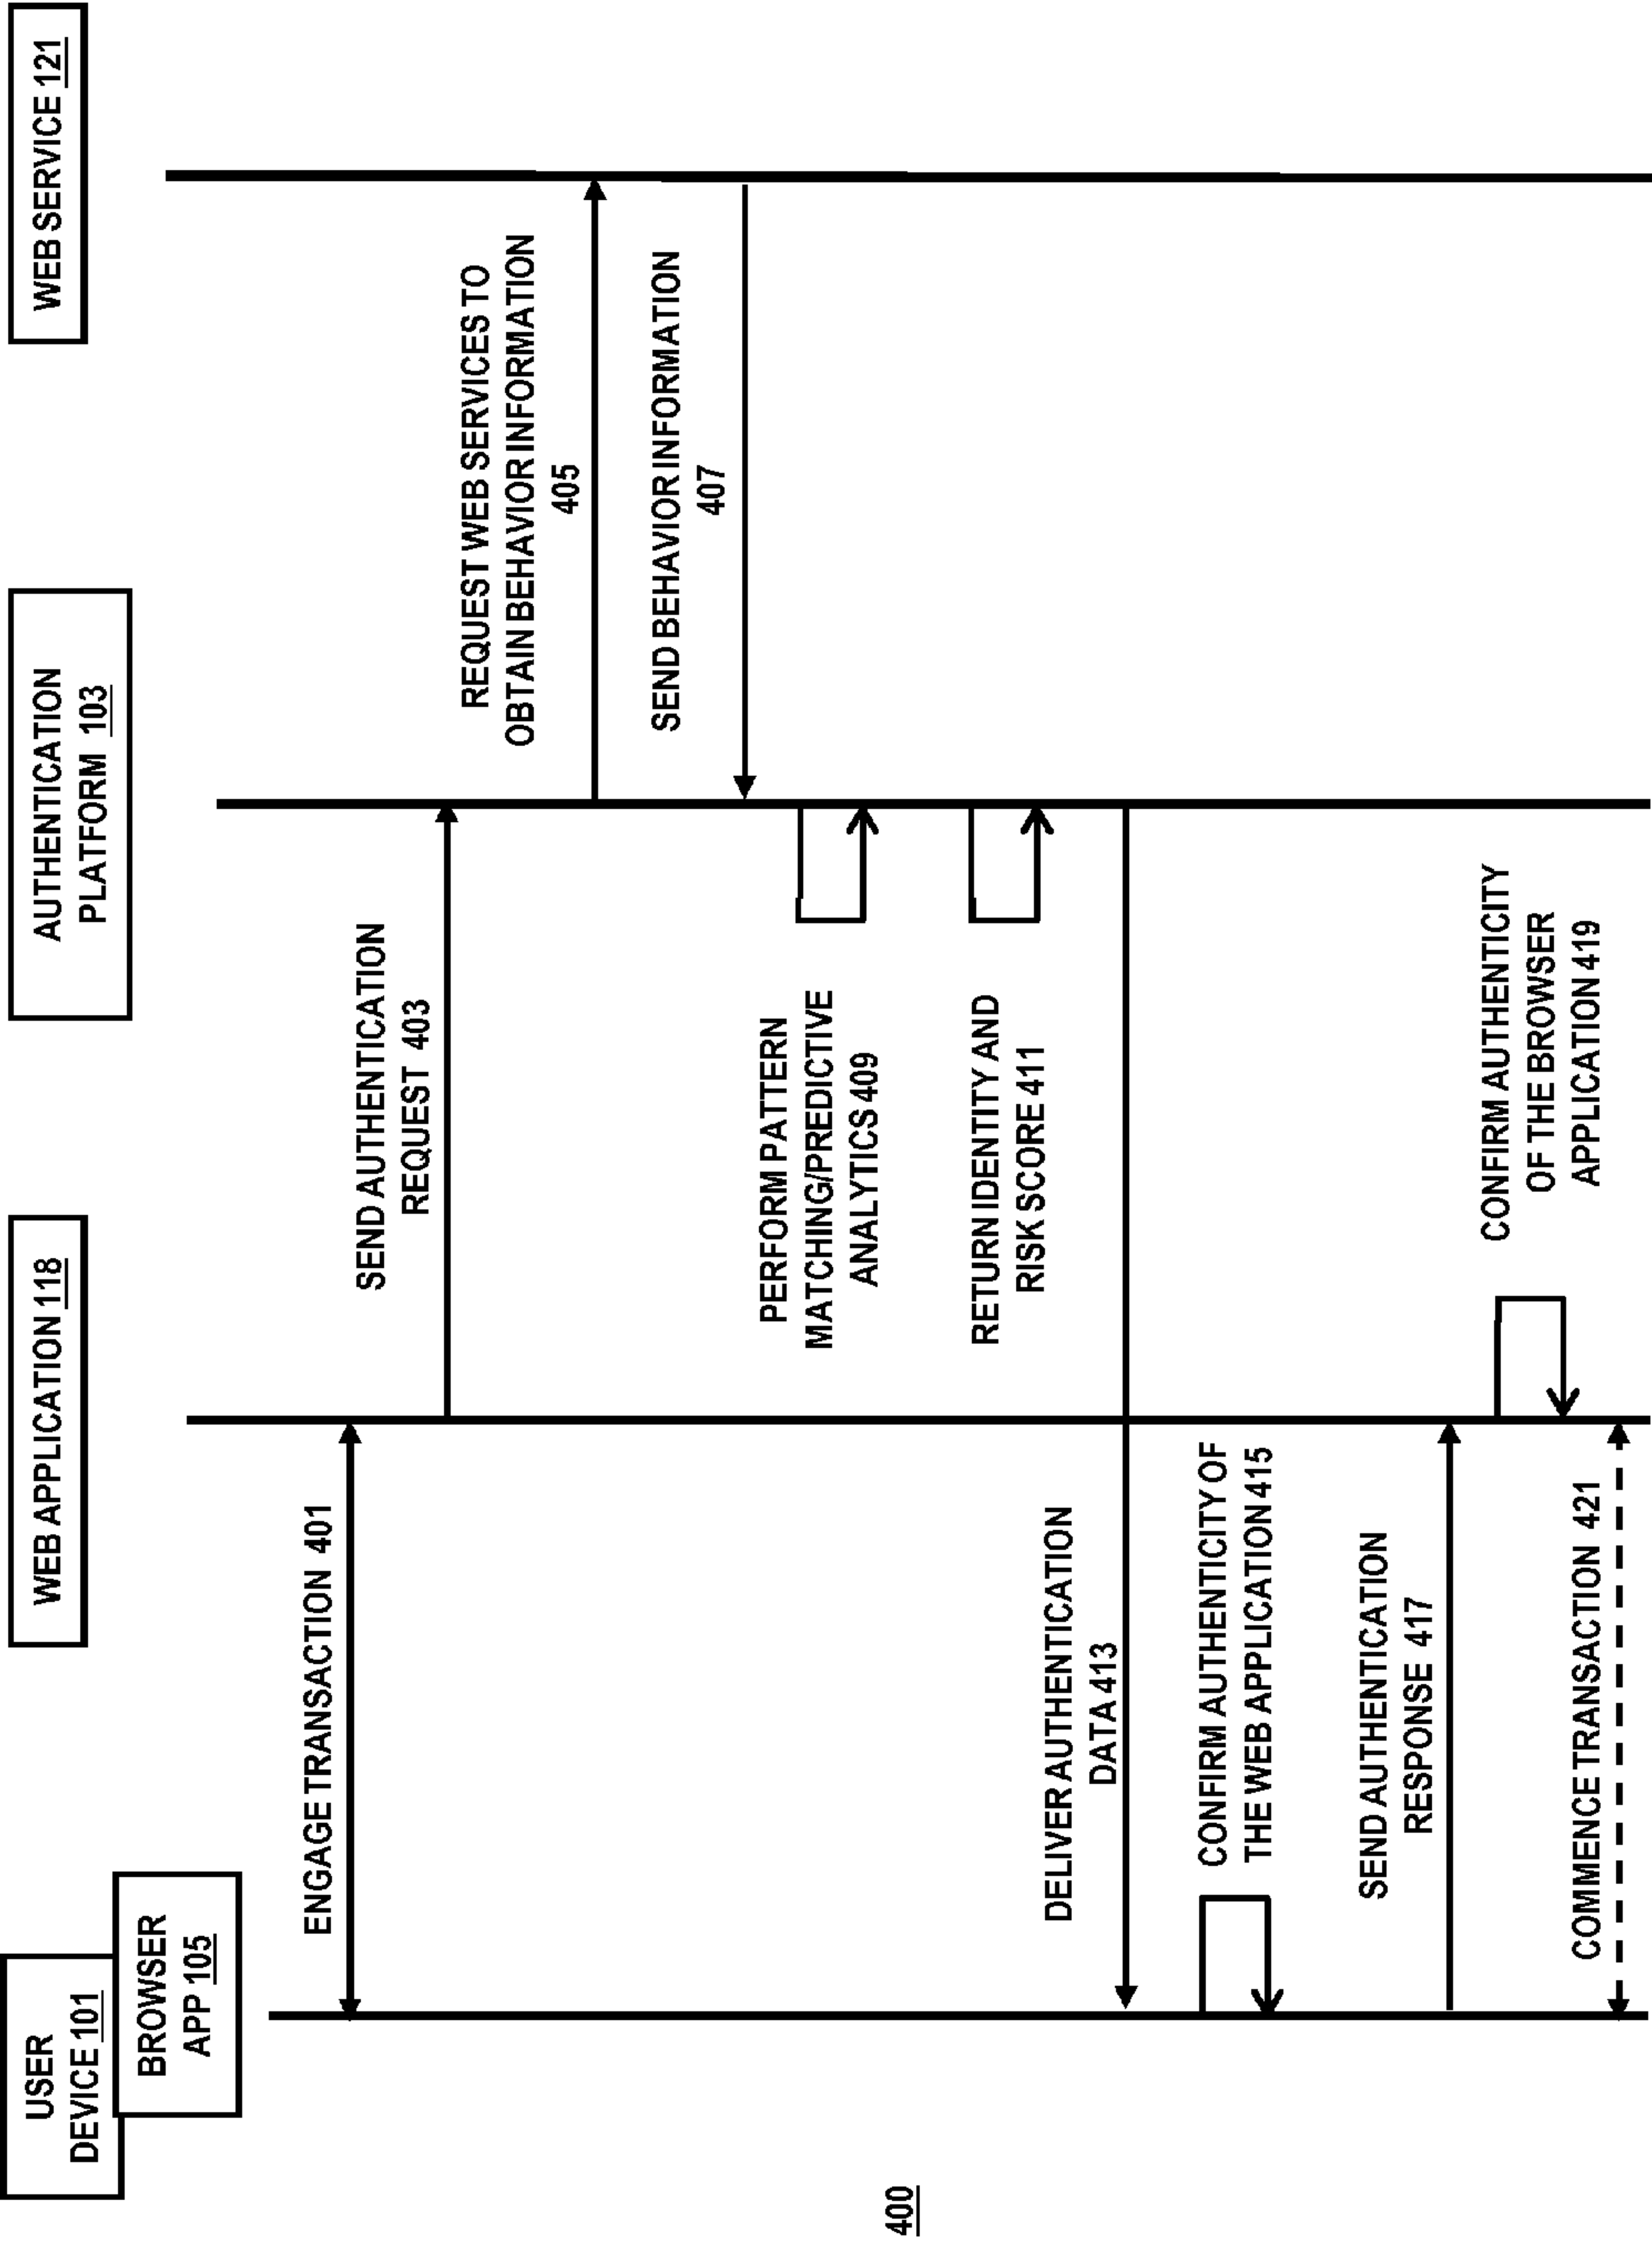 USER
DEVICE 101
BROWSER
APP 105
WEB APPLICATION 118
AUTHENTICATION
PLATFORM 103
WEB SERVICE 121
ENGAGE TRANSACTION 401
SEND AUTHENTICATION
REQUEST 403
REQUEST WEB SERVICES TO
OBTAIN BEHAVIOR INFORMATION
405
SEND BEHAVIOR INFORMATION
407
PERFORM PATTERN
MATCHING/PREDICTIVE
ANALYTICS 409
RETURN IDENTITY AND
RISK SCORE 411
DELIVER AUTHENTICATION
DATA 413
CONFIRM AUTHENTICITY OF
THE WEB APPLICATION 415
SEND AUTHENTICATION
RESPONSE 417
CONFIRM AUTHENTICITY
OF THE BROWSER
APPLICATION 419
COMMENCE TRANSACTION 421
400